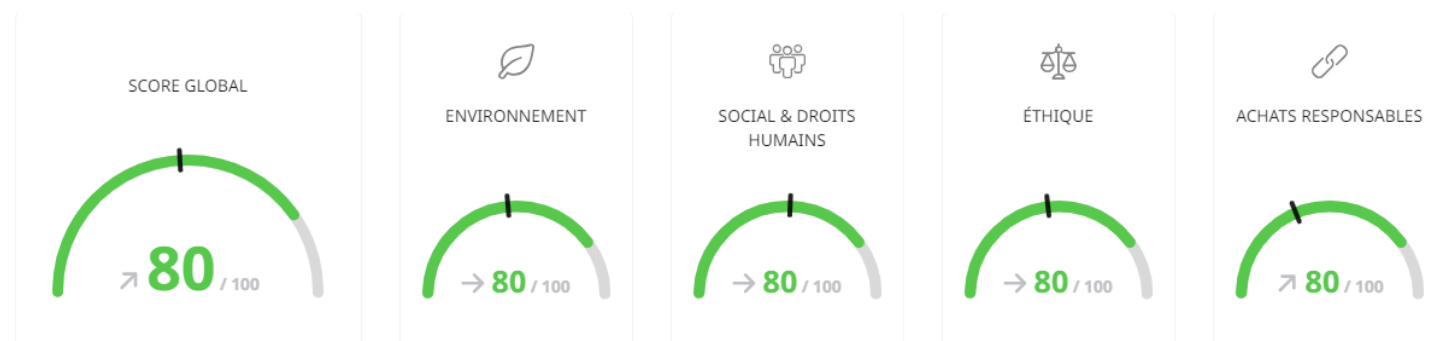 SCORE GLOBAL
80 / 100
ENVIRONNEMENT
80 / 100
SOCIAL & DROITS
HUMAINS
80 / 100
ÉTHIQUE
80 / 100
ACHATS RESPONSABLES
80 / 100